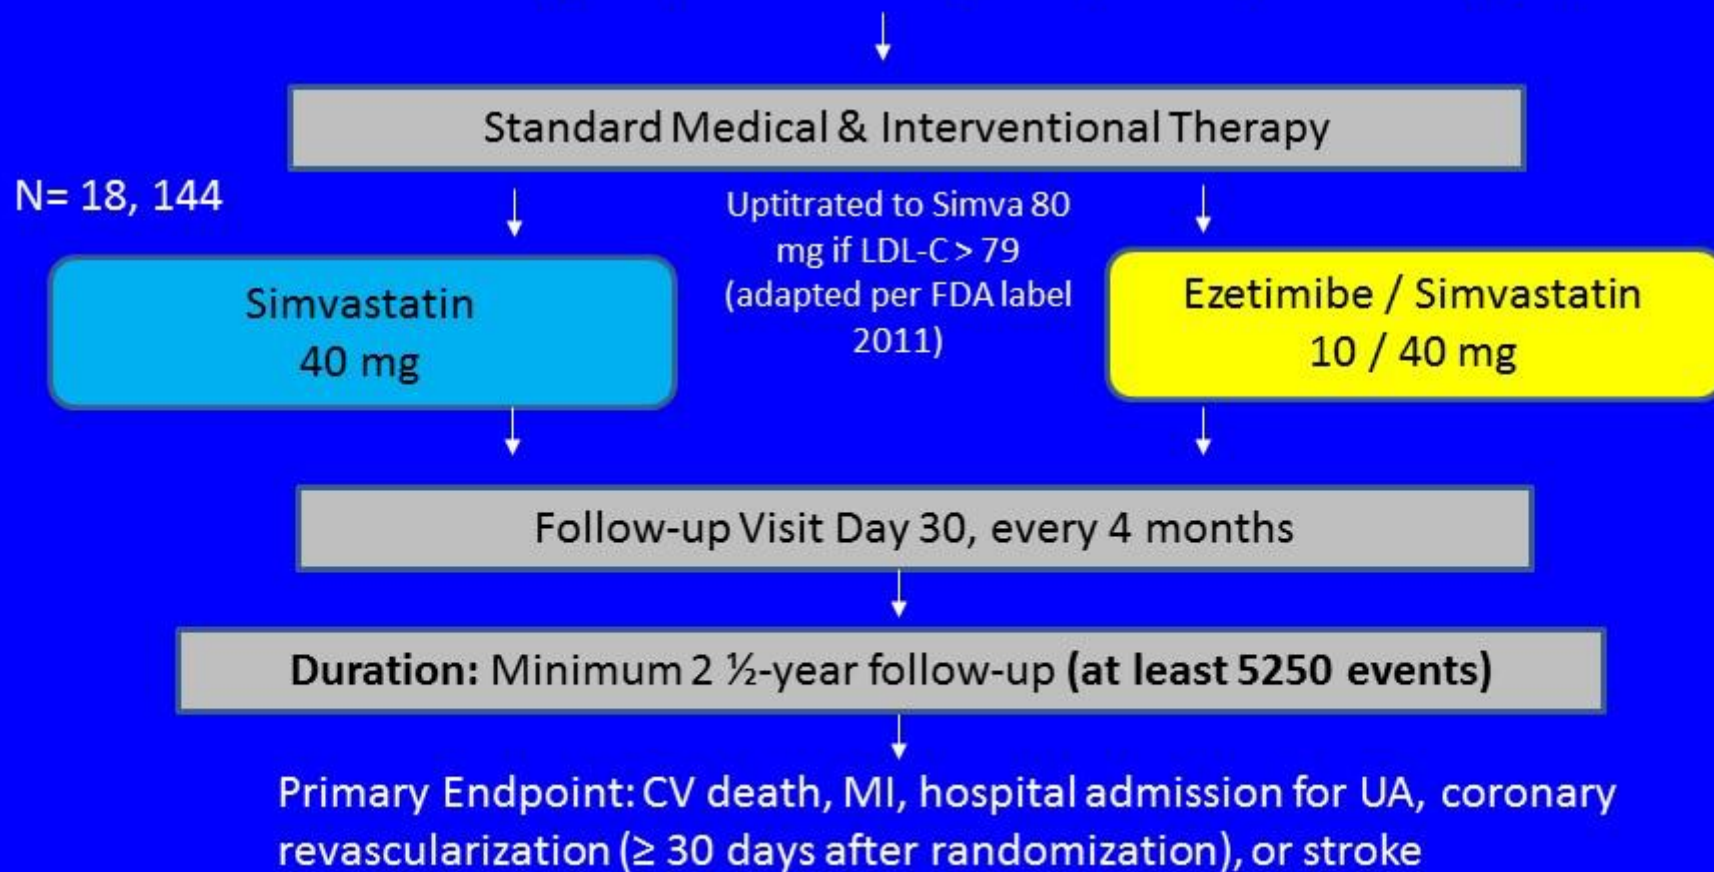 Standard Medical & Interventional Therapy
N= 18, 144
Uptitrated to Simva 80
mg if LDL-C > 79
(adapted per FDA label
2011)
Simvastatin
40 mg
Ezetimibe / Simvastatin
10 / 40 mg
Follow-up Visit Day 30, every 4 months
Duration: Minimum 2 ½-year follow-up (at least 5250 events)
Primary Endpoint: CV death, MI, hospital admission for UA, coronary
revascularization (≥ 30 days after randomization), or stroke